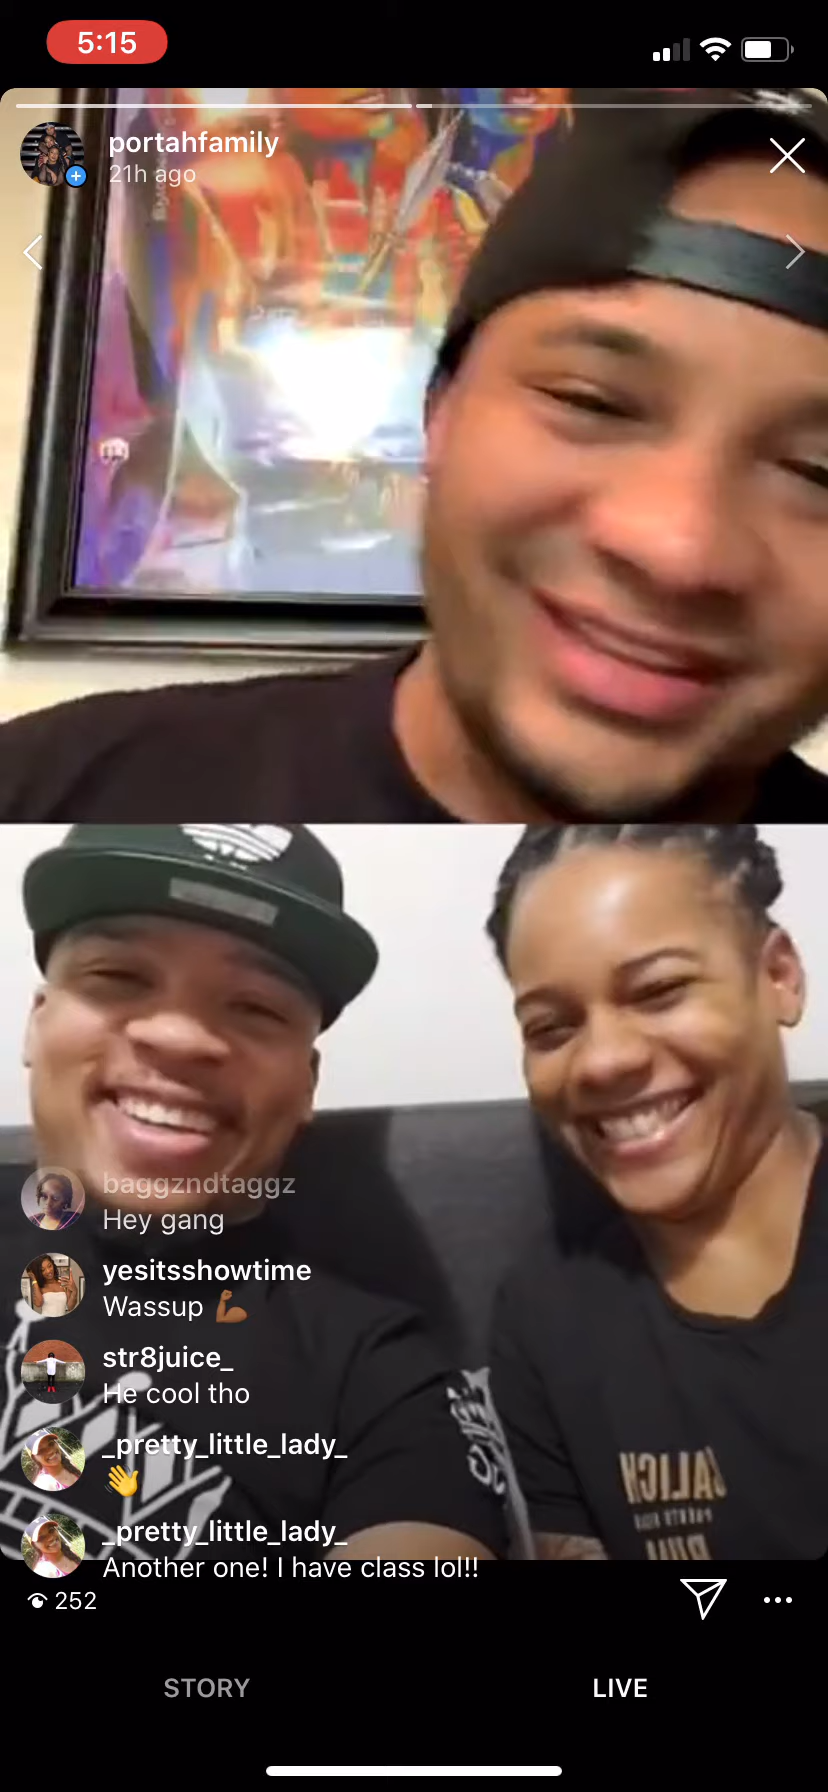 5:15
portahfamily
21h ago
baggzndtaggz
Hey gang
yesitsshowtime
Wassup 💪🏾
str8juice_
He cool tho
_pretty_little_lady_
👋
_pretty_little_lady_
Another one! I have class lol!!
252
STORY
LIVE